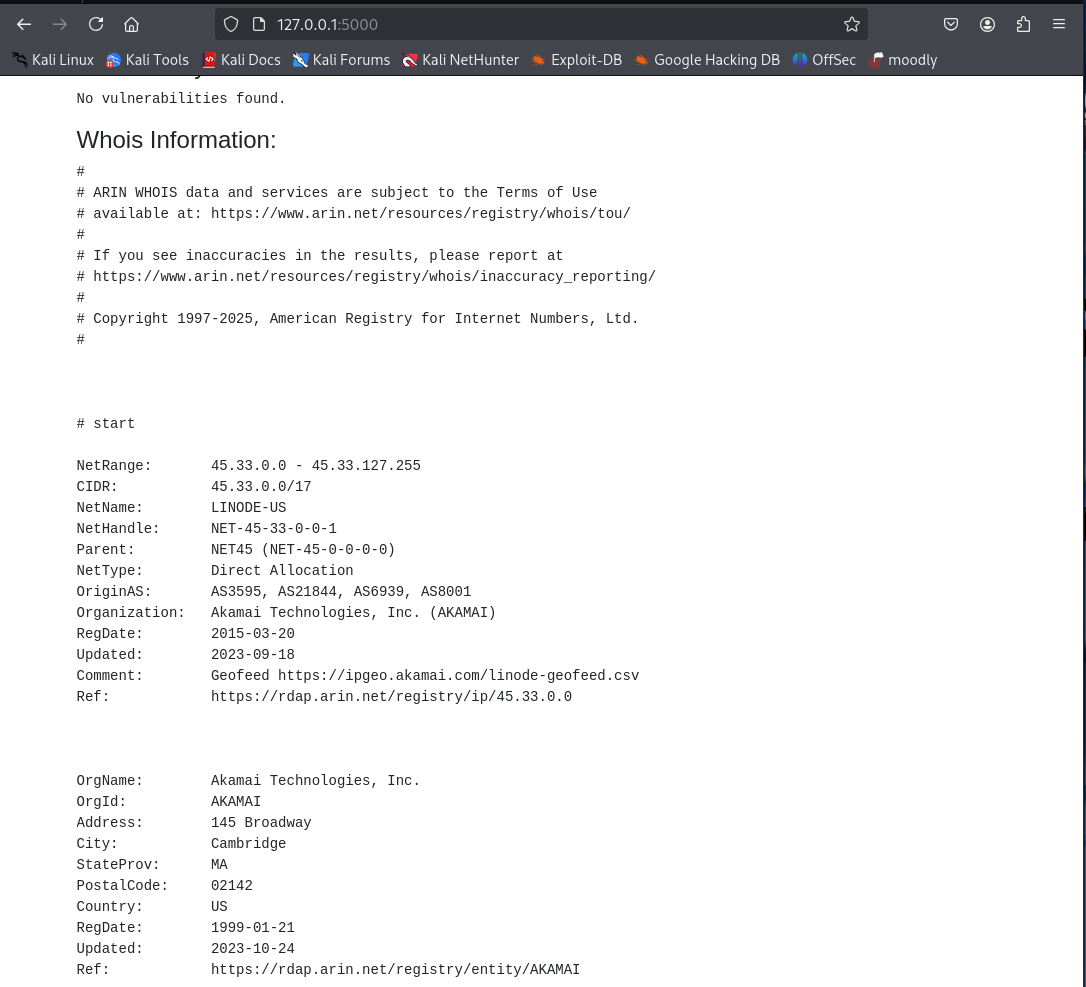 127.0.0.1:5000
Kali Linux Kali Tools Kali Docs Kali Forums Kali NetHunter Exploit-DB Google Hacking DB OffSec moodly
No vulnerabilities found.
Whois Information:
#
# ARIN WHOIS data and services are subject to the Terms of Use
# available at: https://www.arin.net/resources/registry/whois/tou/
#
# If you see inaccuracies in the results, please report at
# https://www.arin.net/resources/registry/whois/inaccuracy_reporting/
#
# Copyright 1997-2025, American Registry for Internet Numbers, Ltd.
#
# start
NetRange: 45.33.0.0 - 45.33.127.255
CIDR: 45.33.0.0/17
NetName: LINODE-US
NetHandle: NET-45-33-0-0-1
Parent: NET45 (NET-45-0-0-0-0)
NetType: Direct Allocation
OriginAS: AS3595, AS21844, AS6939, AS8001
Organization: Akamai Technologies, Inc. (AKAMAI)
RegDate: 2015-03-20
Updated: 2023-09-18
Comment: Geofeed https://ipgeo.akamai.com/linode-geofeed.csv
Ref: https://rdap.arin.net/registry/ip/45.33.0.0
OrgName: Akamai Technologies, Inc.
OrgId: AKAMAI
Address: 145 Broadway
City: Cambridge
StateProv: MA
PostalCode: 02142
Country: US
RegDate: 1999-01-21
Updated: 2023-10-24
Ref: https://rdap.arin.net/registry/entity/AKAMAI